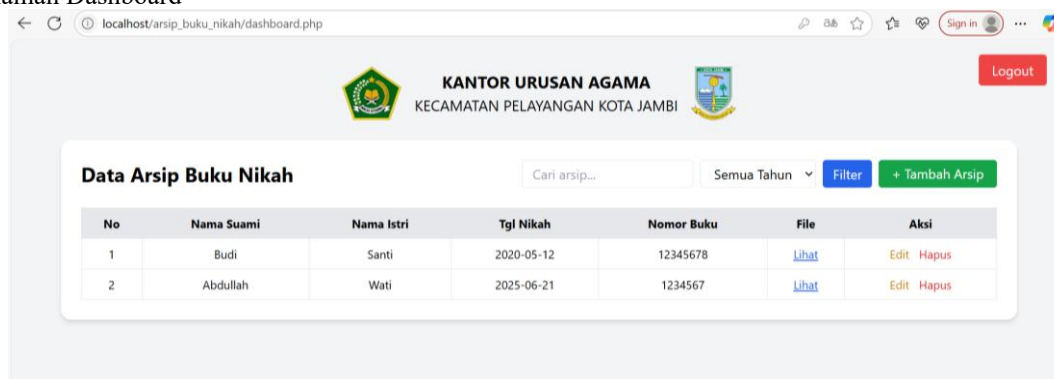 aman Dashboard
localhost/arsip_buku_nikah/dashboard.php
Sign in
Logout
KANTOR URUSAN AGAMA
KECAMATAN PELAYANGAN KOTA JAMBI
Data Arsip Buku Nikah
Cari arsip...
Semua Tahun
Filter
+ Tambah Arsip
No Nama Suami Nama Istri Tgl Nikah Nomor Buku File Aksi
1 Budi Santi 2020-05-12 12345678 Lihat Edit Hapus
2 Abdullah Wati 2025-06-21 1234567 Lihat Edit Hapus